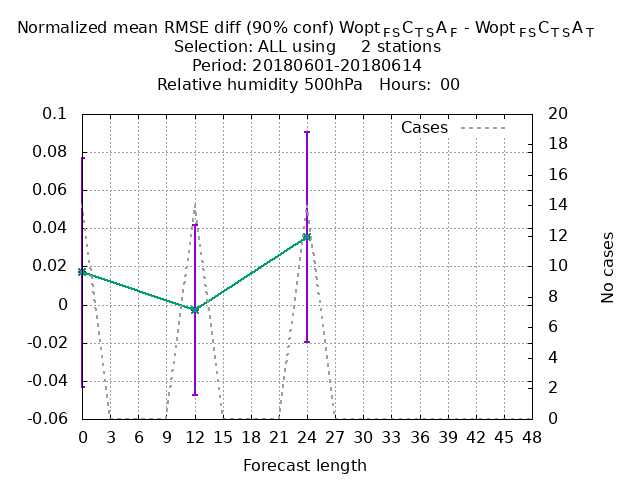 Normalized mean RMSE diff (90% conf) Wopt FS C TS A F - Wopt FS C TS A T
Selection: ALL using 2 stations
Period: 20180601-20180614
Relative humidity 500hPa Hours: 00
0.1
0.08
0.06
0.04
0.02
0
-0.02
-0.04
-0.06
Cases
20
18
16
14
12
10
8
6
4
2
0
No cases
0 3 6 9 12 15 18 21 24 27 30 33 36 39 42 45 48
Forecast length